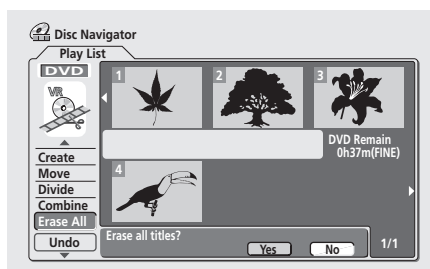 Disc Navigator
Play List
DVD
VR
Create
Move
Divide
Combine
Erase All
Undo
1
2
3
DVD Remain
0h37m(FINE)
4
Erase all titles?
Yes
No
1/1